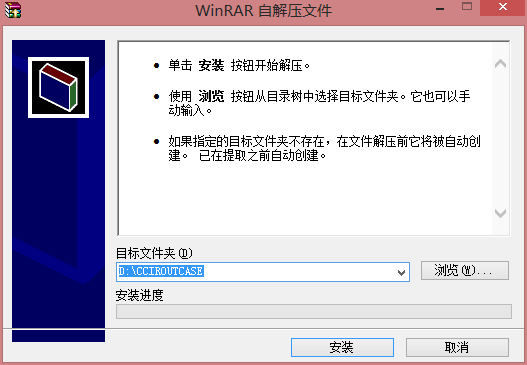 WinRAR 自解压文件
单击 安装 按钮开始解压。
使用 浏览 按钮从目录树中选择目标文件夹。它也可以手
动输入。
如果指定的目标文件夹不存在，在文件解压前它将被自动创
建。 已在提取之前自动创建。
目标文件夹(D)
D:\CCIROUTCASE
浏览(W)...
安装进度
安装
取消